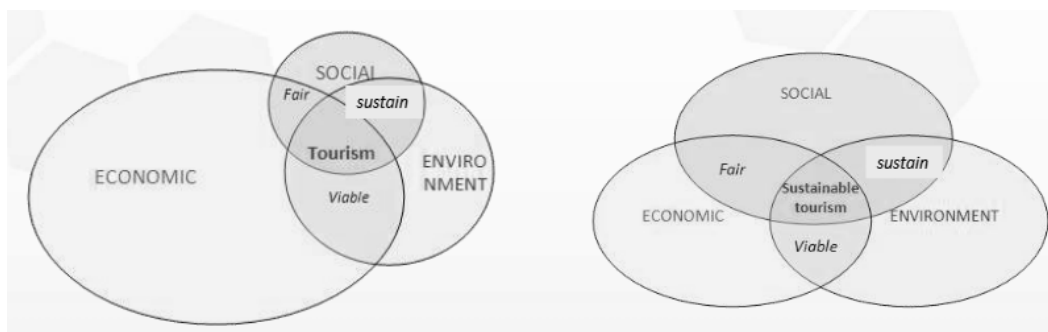 SOCIAL
Fair
sustain
Tourism
ECONOMIC
ENVIRO
NMENT
Viable
SOCIAL
Fair
sustain
Sustainable
tourism
ECONOMIC
ENVIRONMENT
Viable